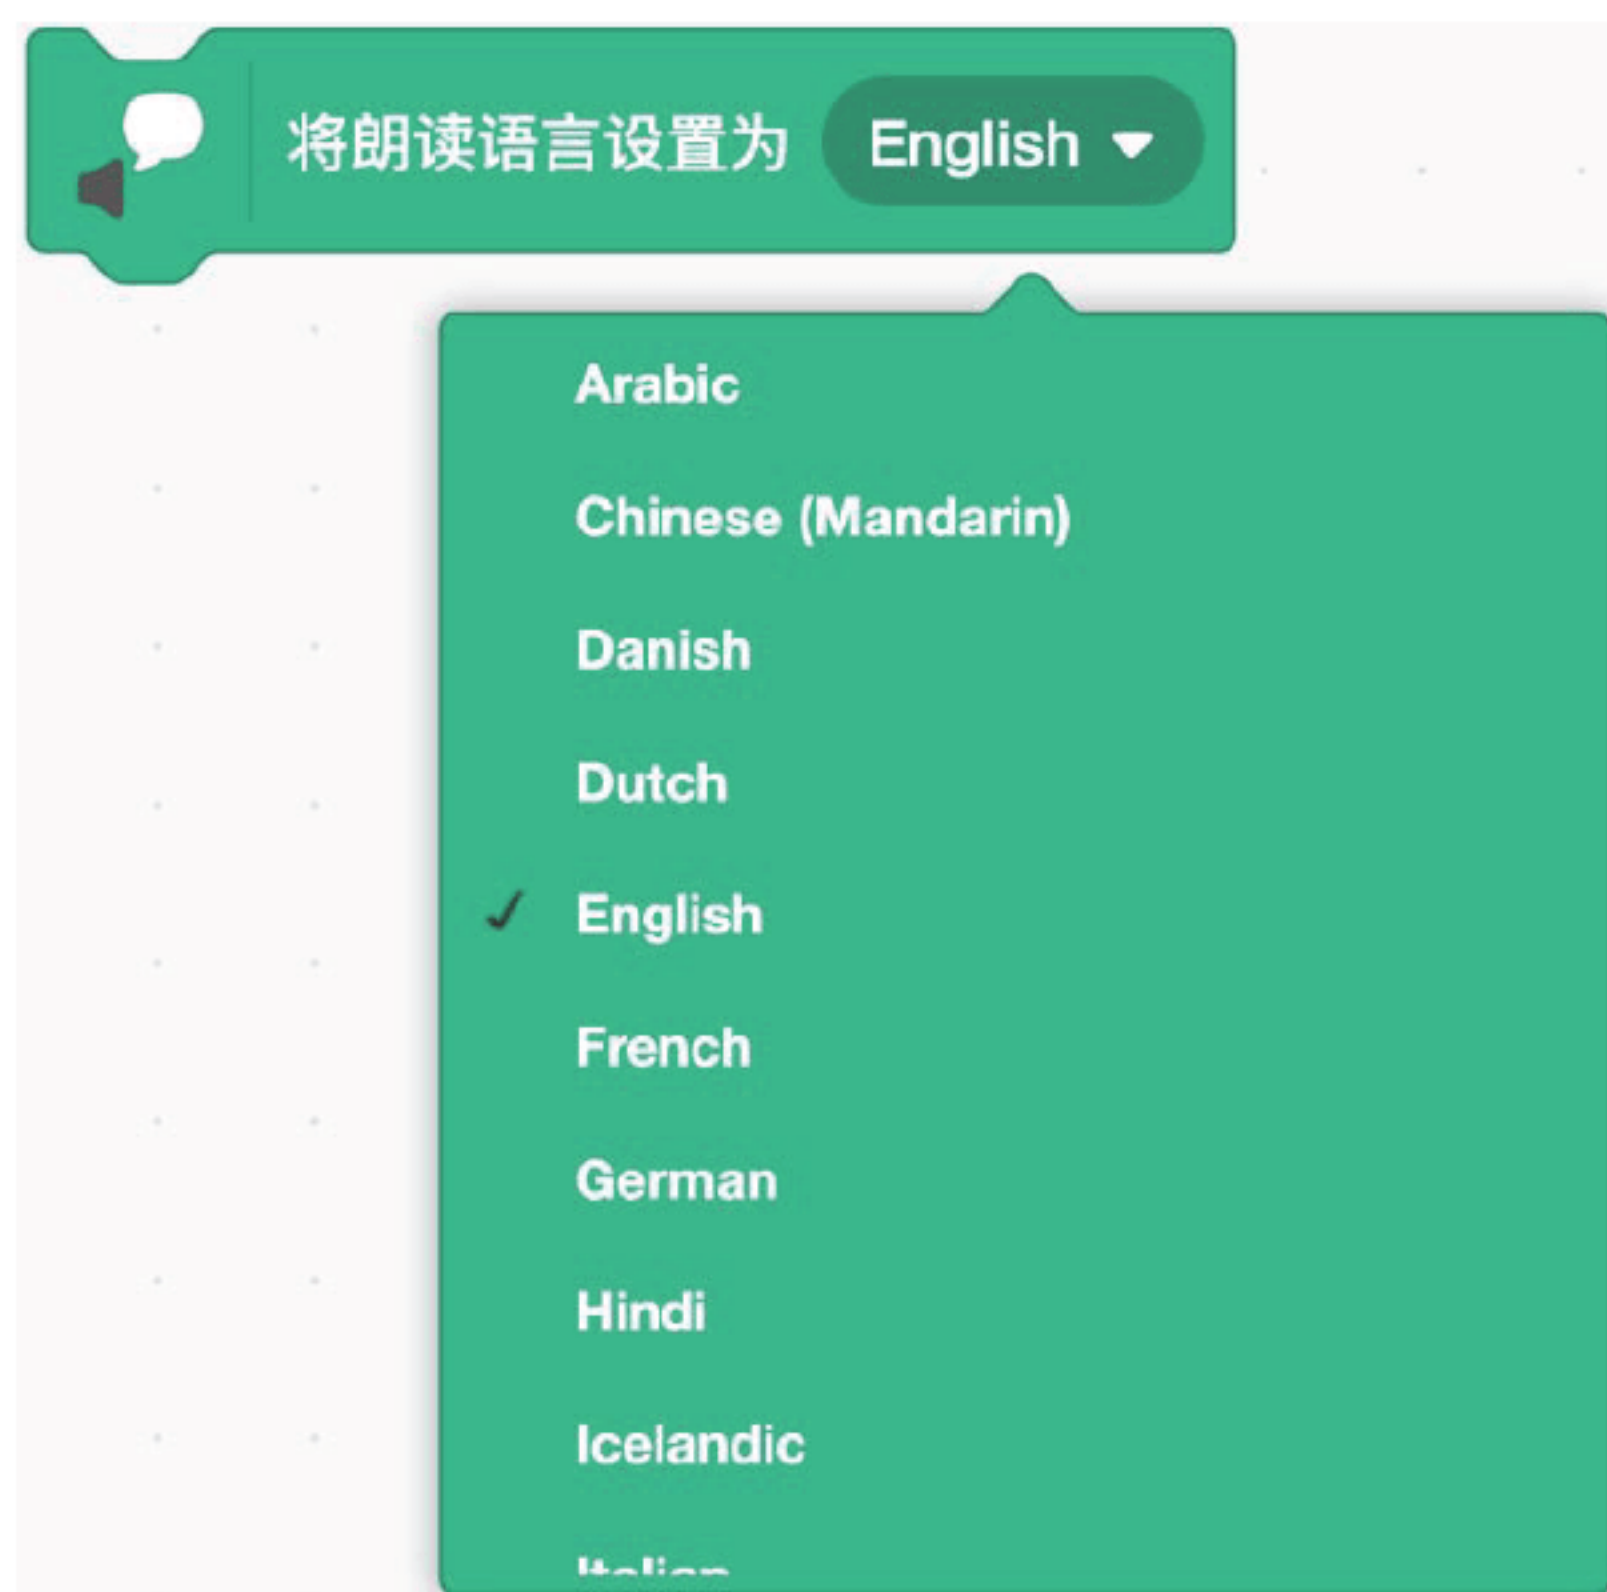 将朗读语言设置为 English
Arabic
Chinese (Mandarin)
Danish
Dutch
English
French
German
Hindi
Icelandic
Italian